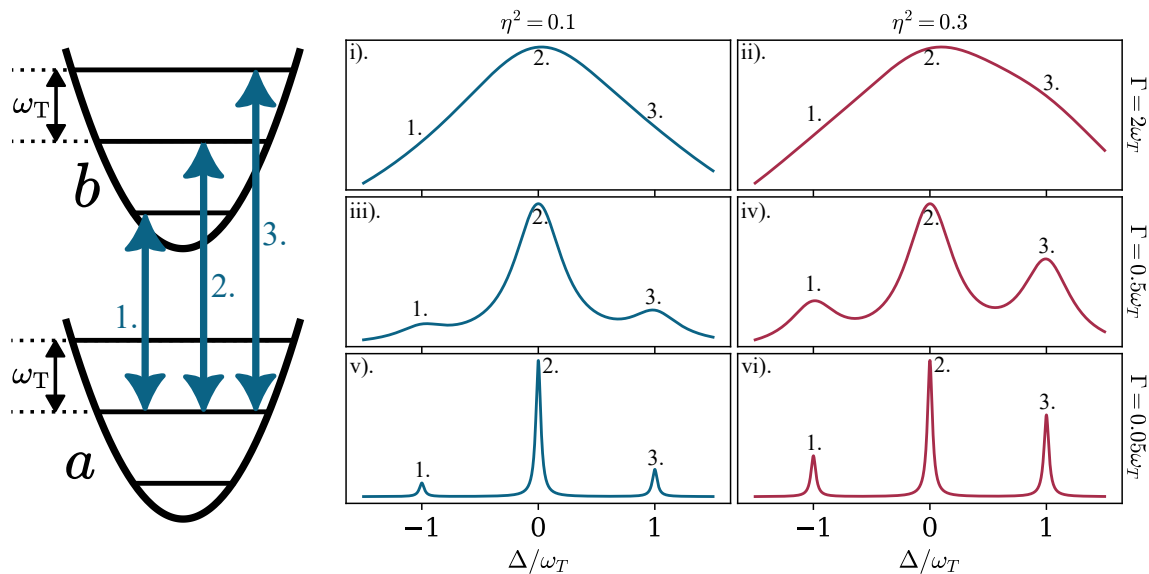 ω_T
b
1.
2.
3.
ω_T
a
η² = 0.1
η² = 0.3
i).
1.
2.
3.
ii).
1.
2.
3.
Γ = 2ω_T
iii).
1.
2.
3.
iv).
1.
2.
3.
Γ = 0.5ω_T
v).
1.
2.
3.
vi).
1.
2.
3.
Γ = 0.05ω_T
−1 0 1
−1 0 1
Δ/ω_T
Δ/ω_T